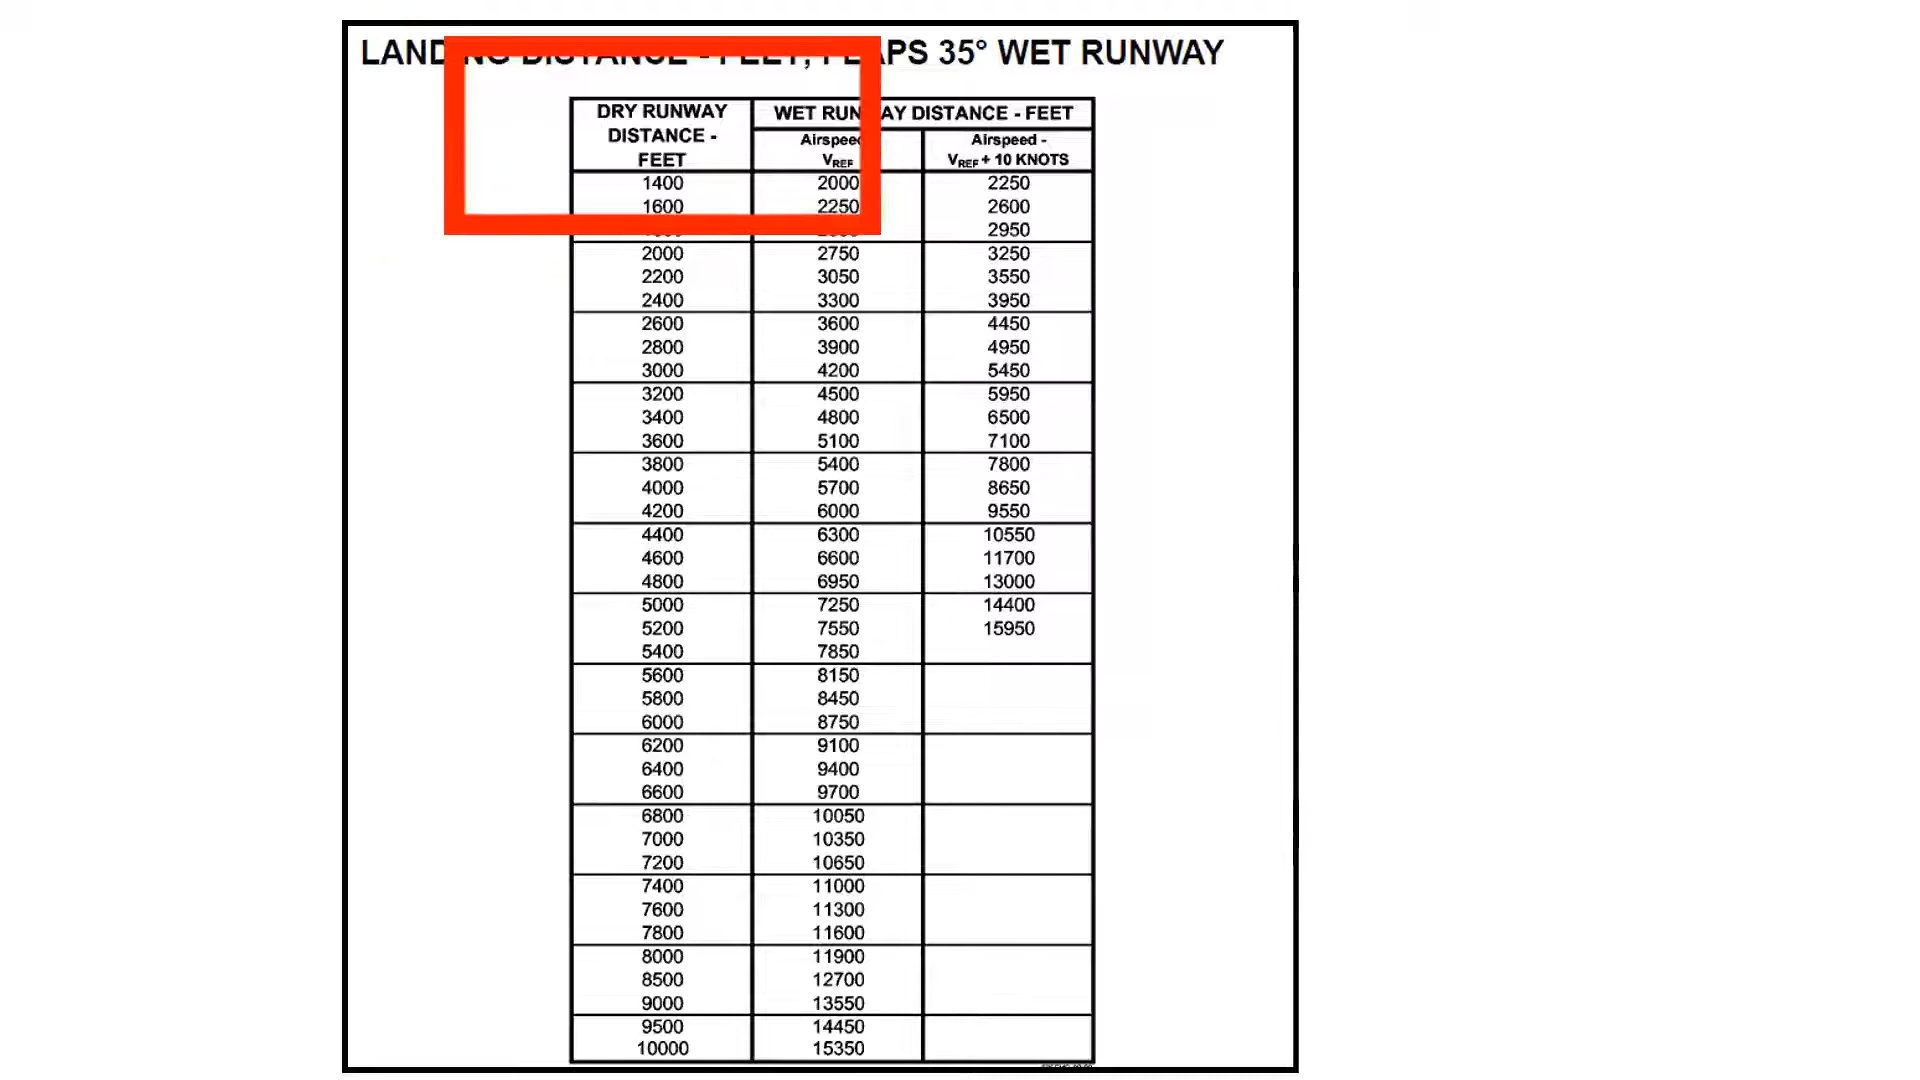 LANDING DISTANCE - FEET, FLAPS 35° WET RUNWAY
DRY RUNWAY DISTANCE - FEET WET RUNWAY DISTANCE - FEET
Airspeed VREF Airspeed - VREF + 10 KNOTS
1400 2000 2250
1600 2250 2600
2950
2000 2750 3250
2200 3050 3550
2400 3300 3950
2600 3600 4450
2800 3900 4950
3000 4200 5450
3200 4500 5950
3400 4800 6500
3600 5100 7100
3800 5400 7800
4000 5700 8650
4200 6000 9550
4400 6300 10550
4600 6600 11700
4800 6950 13000
5000 7250 14400
5200 7550 15950
5400 7850
5600 8150
5800 8450
6000 8750
6200 9100
6400 9400
6600 9700
6800 10050
7000 10350
7200 10650
7400 11000
7600 11300
7800 11600
8000 11900
8500 12700
9000 13550
9500 14450
10000 15350